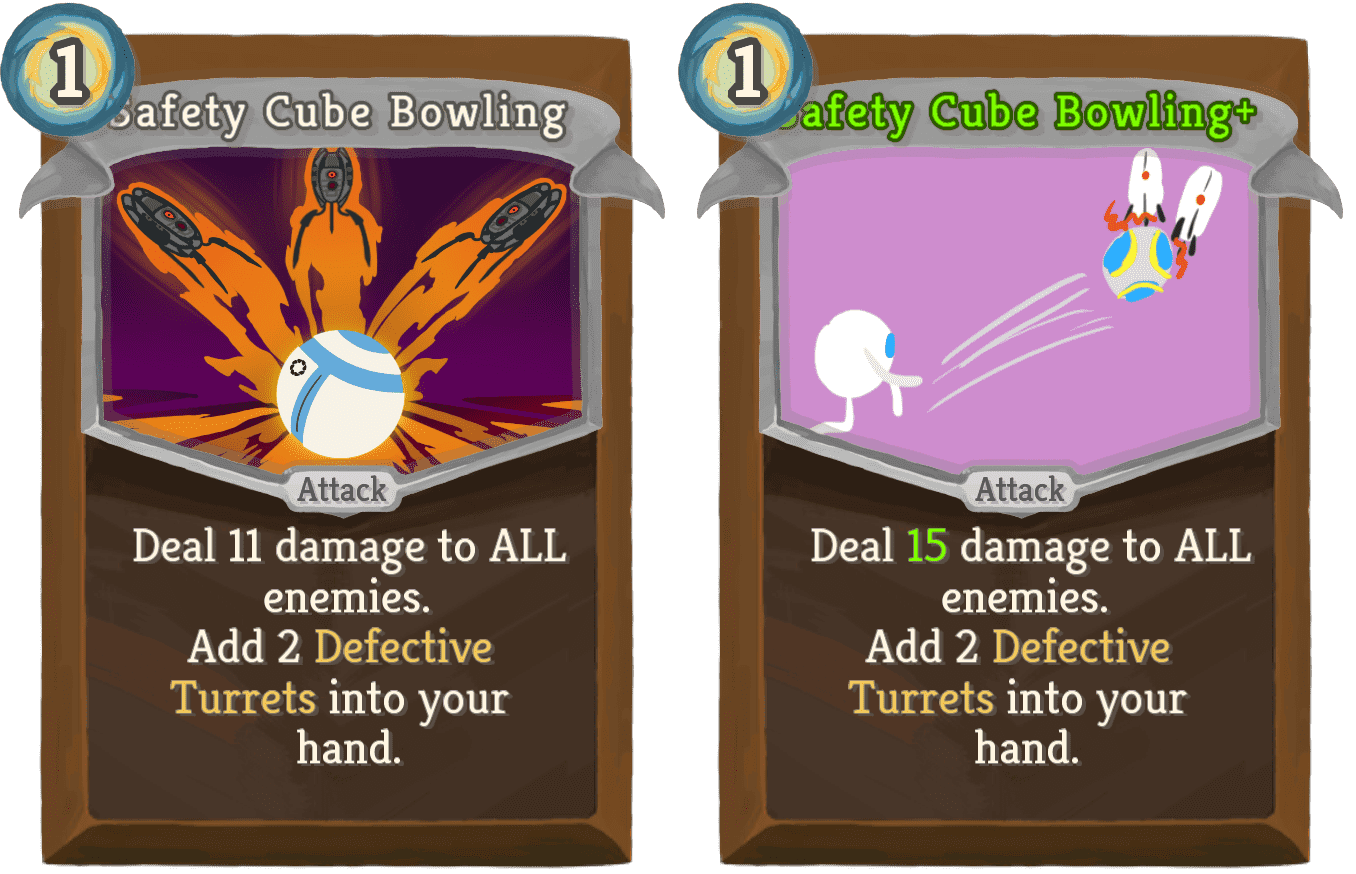 1
Safety Cube Bowling
Attack
Deal 11 damage to ALL
enemies.
Add 2 Defective
Turrets into your
hand.
1
Safety Cube Bowling+
Attack
Deal 15 damage to ALL
enemies.
Add 2 Defective
Turrets into your
hand.